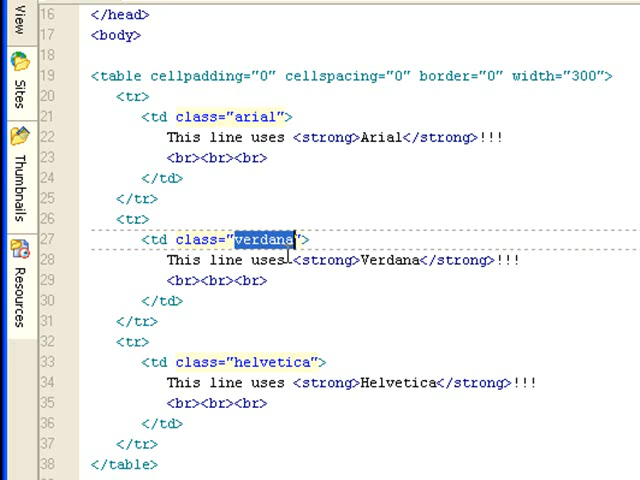 View
Sites
Thumbnails
Resources
16 </head>
17 <body>
18
19 <table cellpadding="0" cellspacing="0" border="0" width="300">
20 <tr>
21 <td class="arial">
22 This line uses <strong>Arial</strong>!!!
23 <br><br><br>
24 </td>
25 </tr>
26 <tr>
27 <td class="verdana">
28 This line uses <strong>Verdana</strong>!!!
29 <br><br><br>
30 </td>
31 </tr>
32 <tr>
33 <td class="helvetica">
34 This line uses <strong>Helvetica</strong>!!!
35 <br><br><br>
36 </td>
37 </tr>
38 </table>